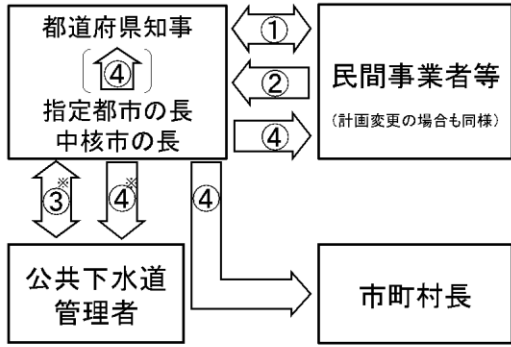 都道府県知事
④
指定都市の長
中核市の長
①
②
④
民間事業者等
(計画変更の場合も同様)
③※
④※
④
公共下水道
管理者
市町村長